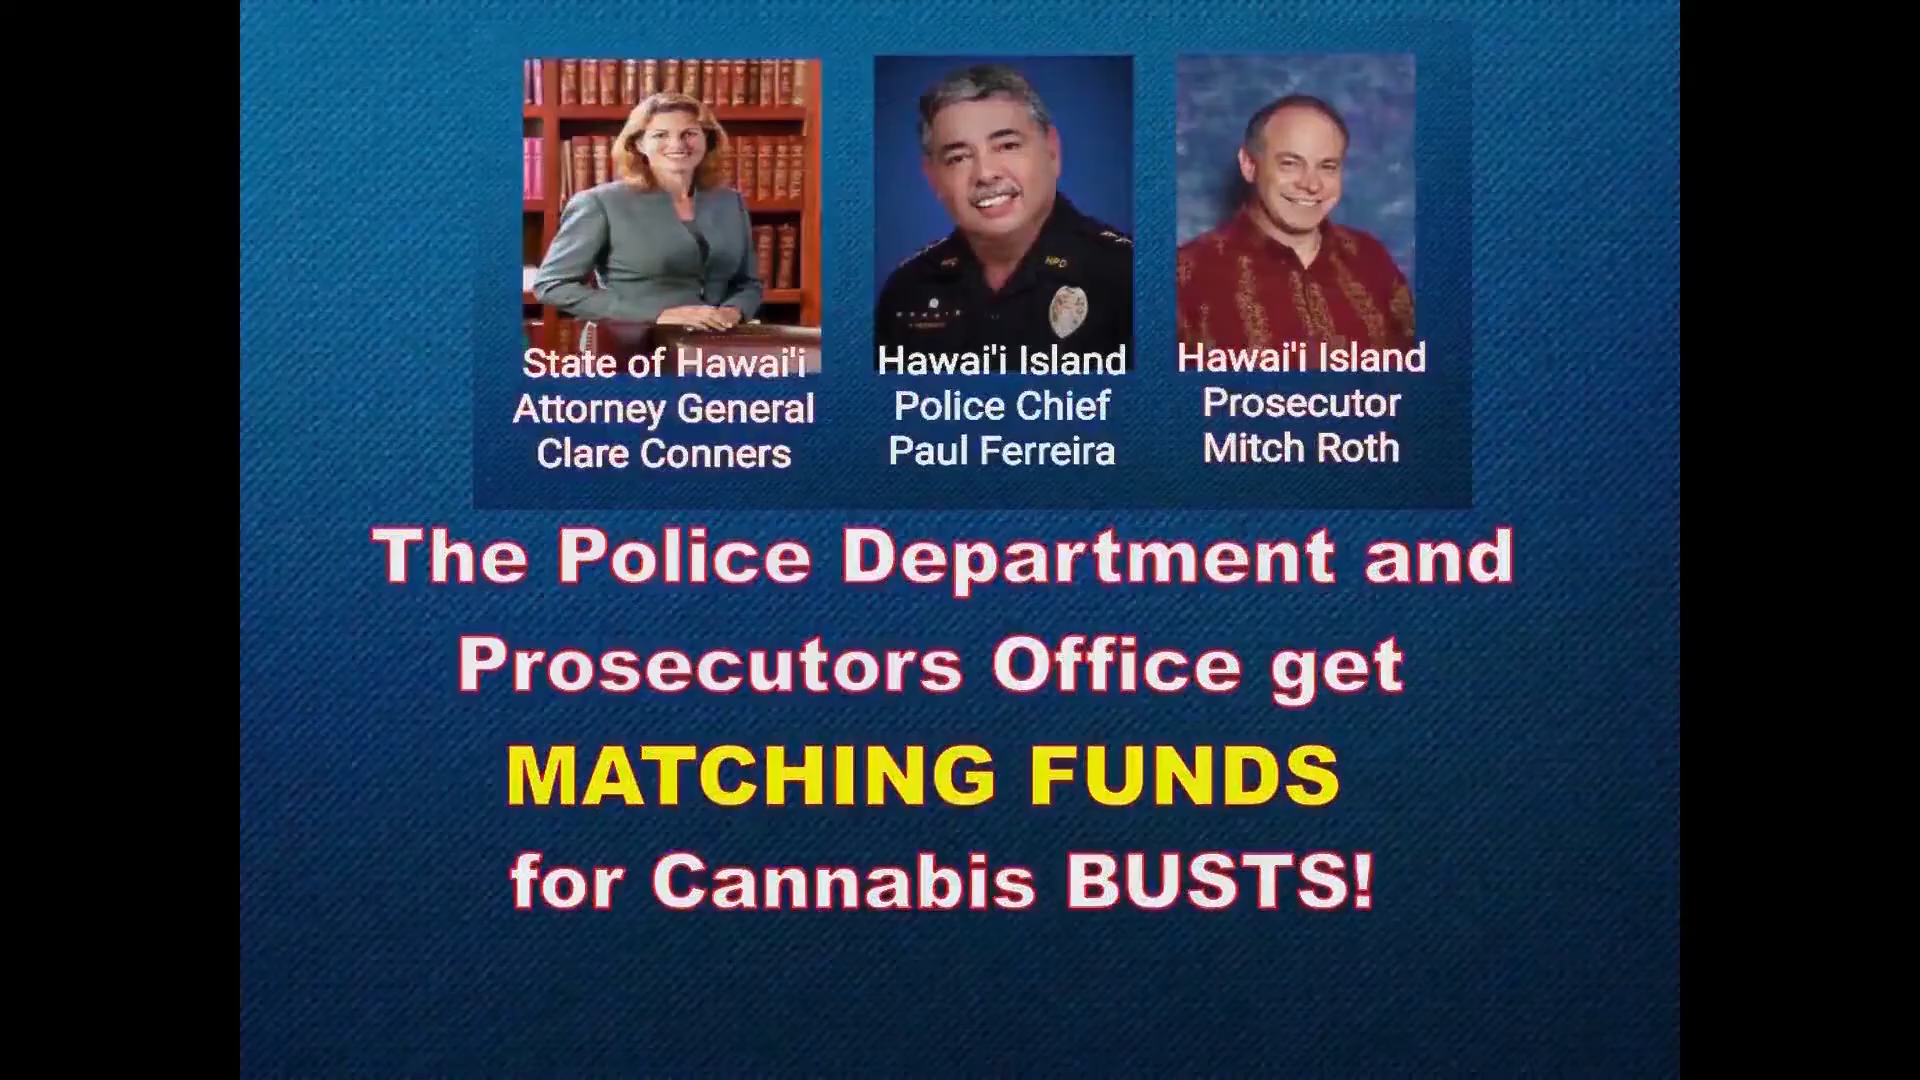 State of Hawai'i
Attorney General
Clare Conners
Hawai'i Island
Police Chief
Paul Ferreira
Hawai'i Island
Prosecutor
Mitch Roth
The Police Department and
Prosecutors Office get
MATCHING FUNDS
for Cannabis BUSTS!